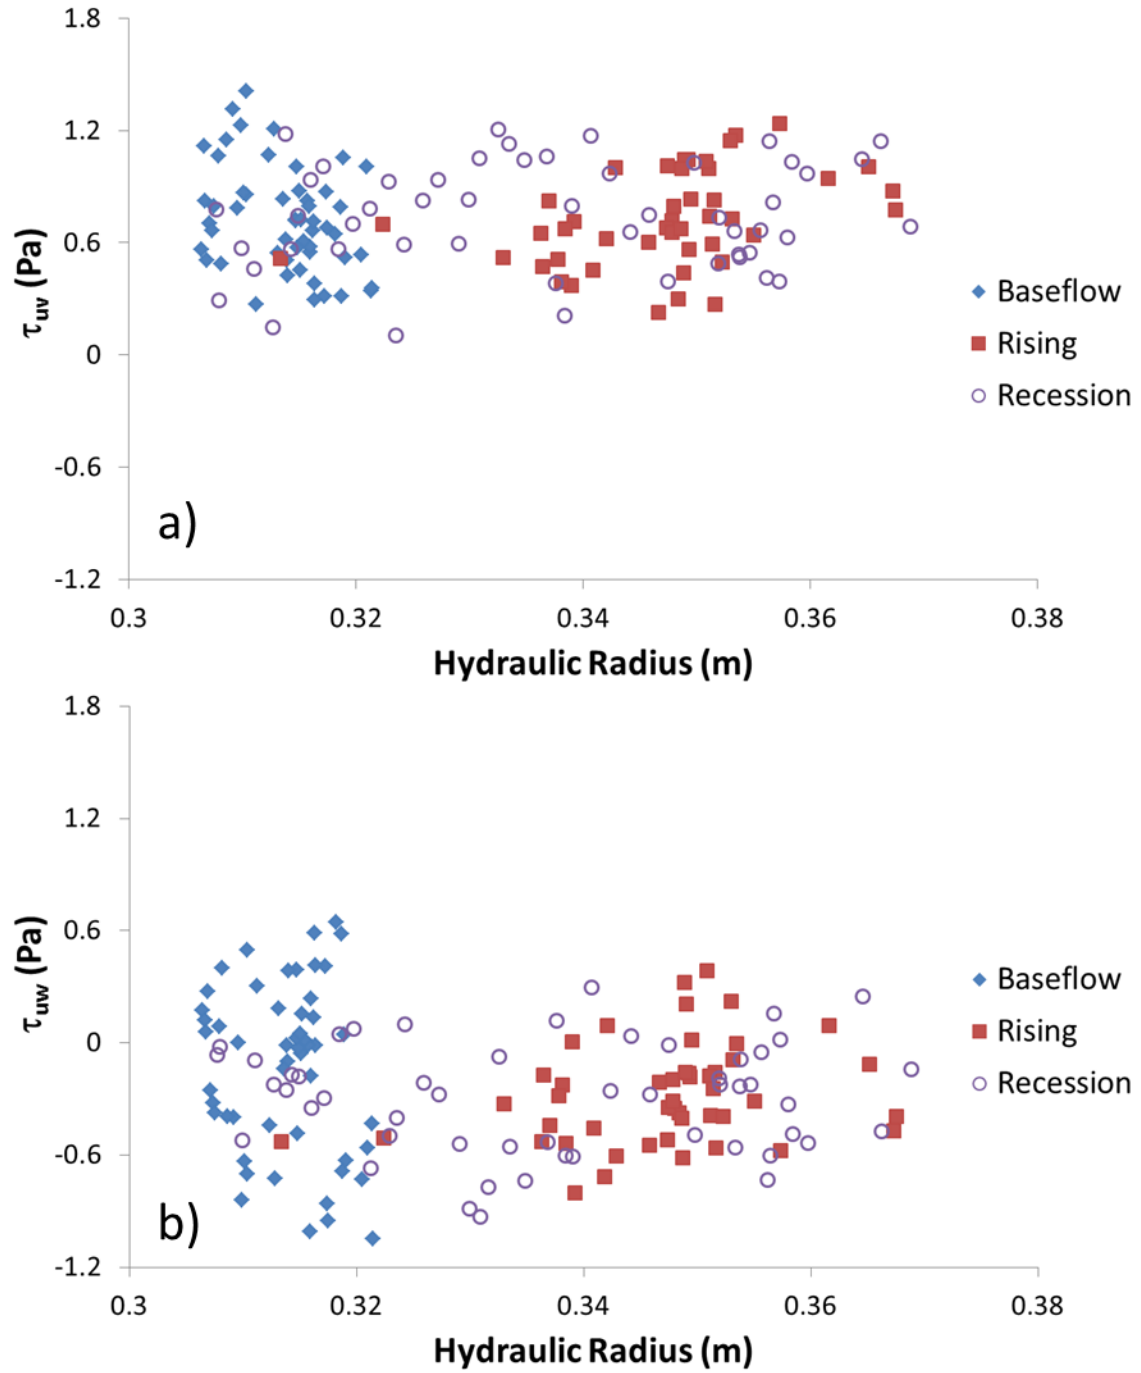 1.8
1.2
0.6
0
-0.6
-1.2
τuv (Pa)
a)
0.3 0.32 0.34 0.36 0.38
Hydraulic Radius (m)
Baseflow
Rising
Recession
1.8
1.2
0.6
0
-0.6
-1.2
τuw (Pa)
b)
0.3 0.32 0.34 0.36 0.38
Hydraulic Radius (m)
Baseflow
Rising
Recession